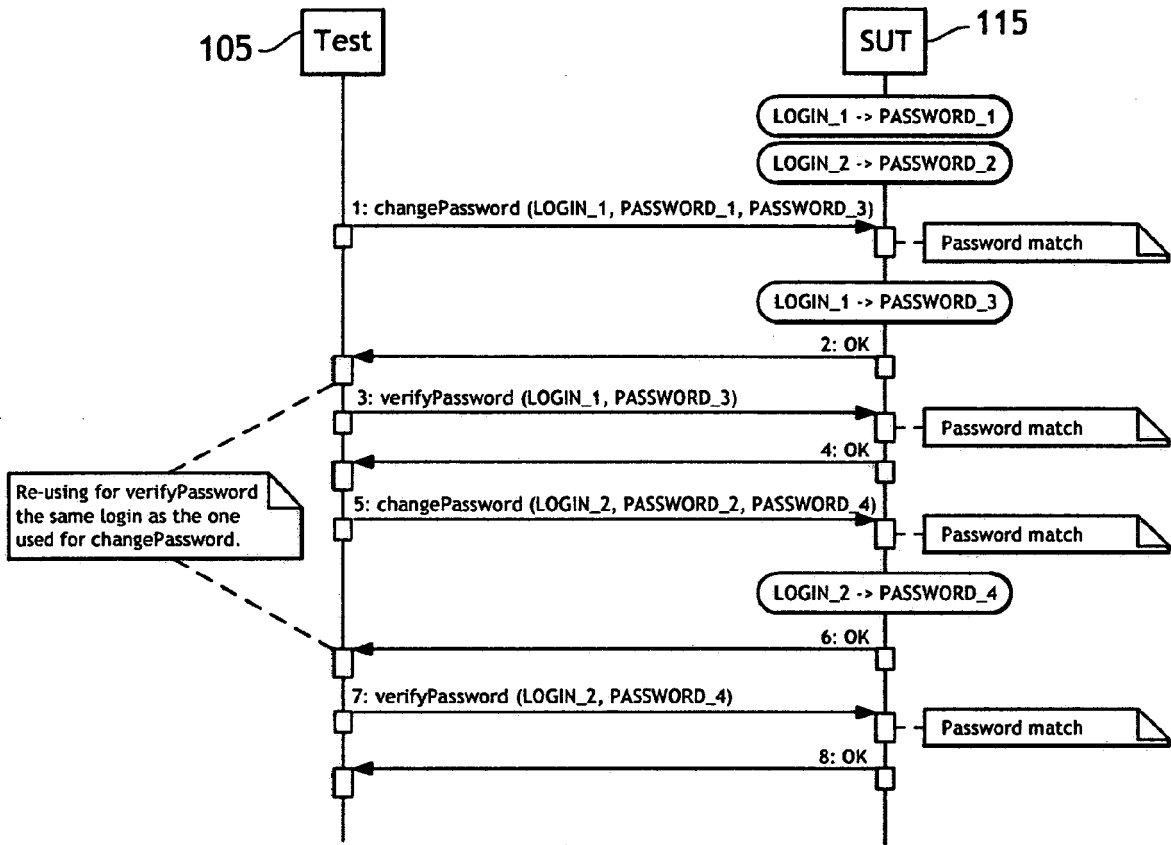 105 Test SUT 115
LOGIN_1 -> PASSWORD_1
LOGIN_2 -> PASSWORD_2
1: changePassword (LOGIN_1, PASSWORD_1, PASSWORD_3)
Password match
LOGIN_1 -> PASSWORD_3
2: OK
3: verifyPassword (LOGIN_1, PASSWORD_3)
Password match
4: OK
Re-using for verifyPassword
the same login as the one
used for changePassword.
5: changePassword (LOGIN_2, PASSWORD_2, PASSWORD_4)
Password match
LOGIN_2 -> PASSWORD_4
6: OK
7: verifyPassword (LOGIN_2, PASSWORD_4)
Password match
8: OK